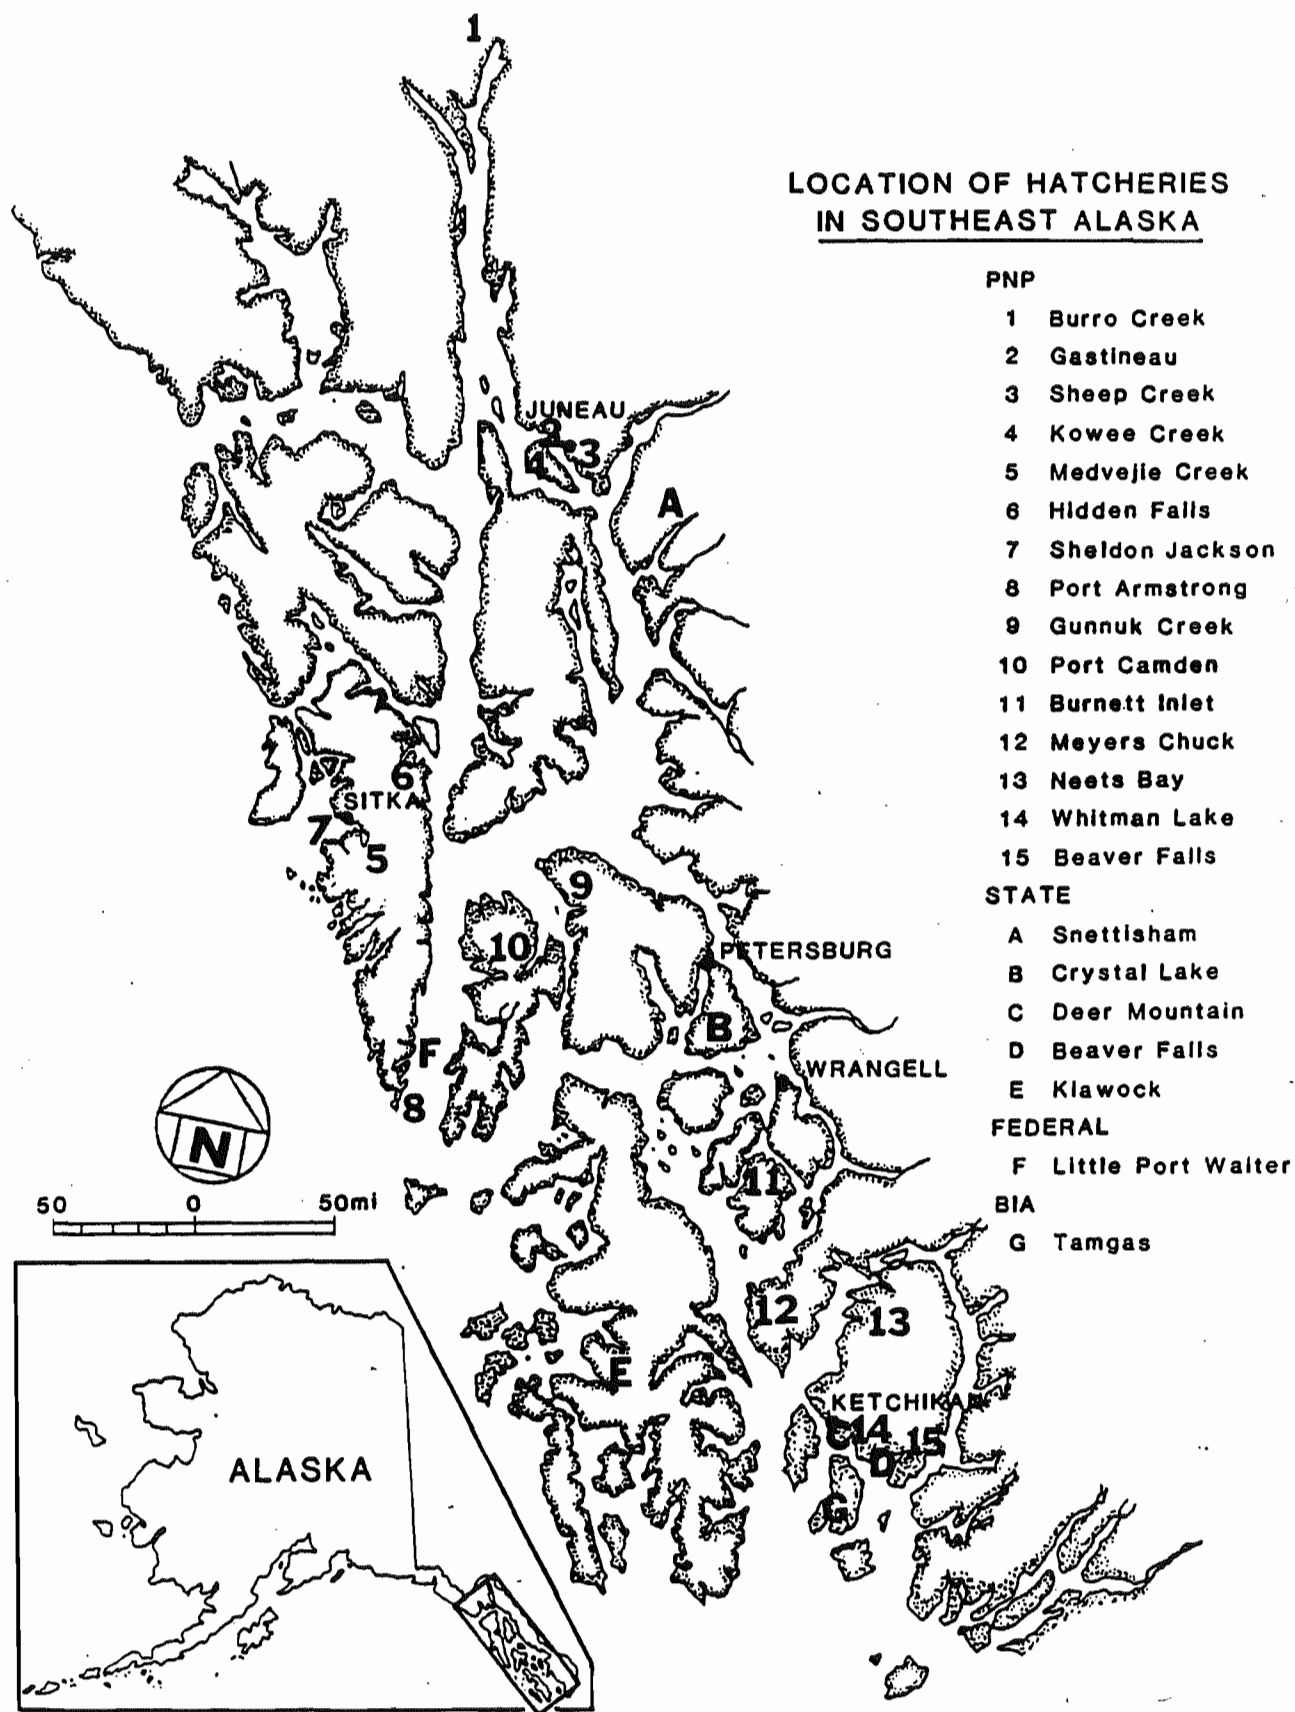 LOCATION OF HATCHERIES
IN SOUTHEAST ALASKA
PNP
1 Burro Creek
2 Gastineau
3 Sheep Creek
4 Kowee Creek
5 Medvejie Creek
6 Hidden Falls
7 Sheldon Jackson
8 Port Armstrong
9 Gunnuk Creek
10 Port Camden
11 Burnett Inlet
12 Meyers Chuck
13 Neets Bay
14 Whitman Lake
15 Beaver Falls
STATE
A Snettisham
B Crystal Lake
C Deer Mountain
D Beaver Falls
E Klawock
FEDERAL
F Little Port Walter
BIA
G Tamgas
1
JUNEAU
2
4
3
A
6
SITKA
7
5
9
10
PETERSBURG
B
F
WRANGELL
8
11
12
13
E
KETCHIKAN
C
14
15
D
G
N
50 0 50mi
ALASKA